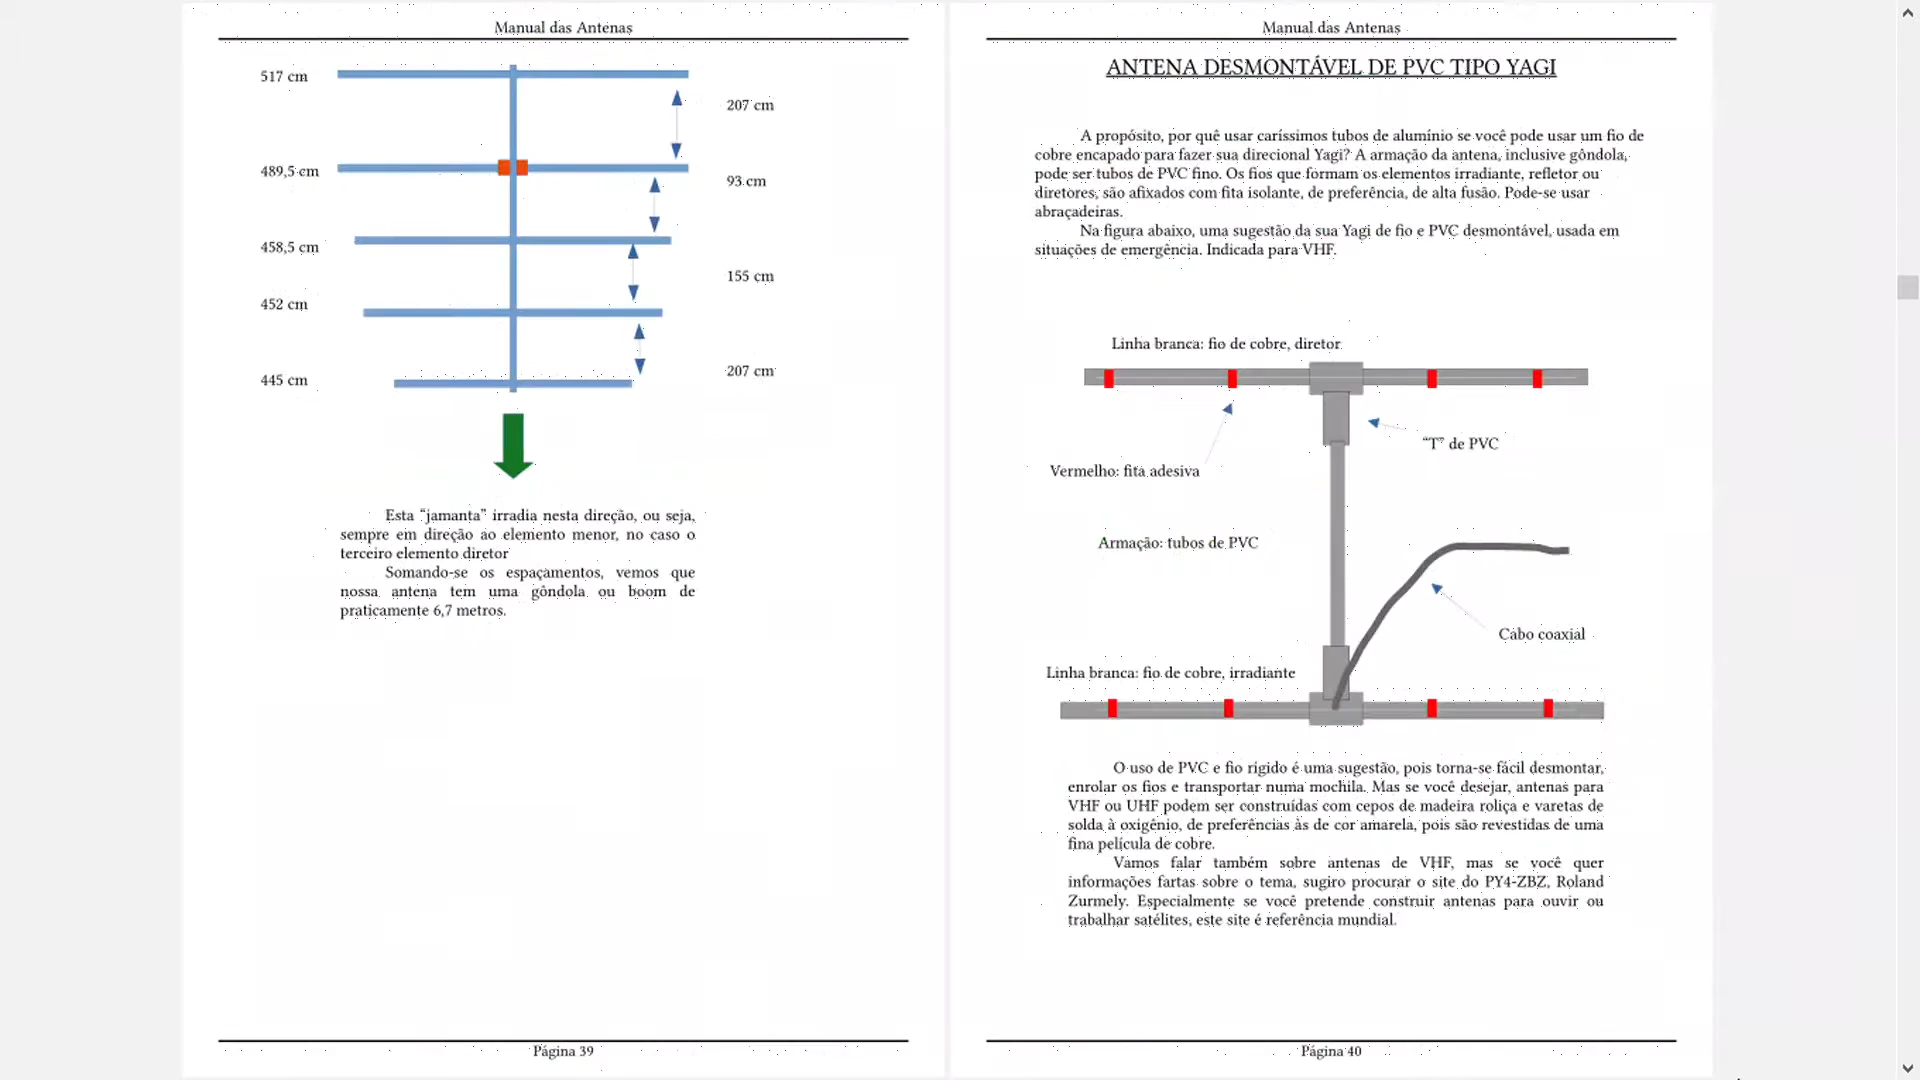 Manual das Antenas
517 cm
207 cm
489,5 cm
93 cm
458,5 cm
155 cm
452 cm
207 cm
445 cm
Esta “jamanta” irradia nesta direção, ou seja,
sempre em direção ao elemento menor, no caso o
terceiro elemento diretor
Somando-se os espaçamentos, vemos que
nossa antena tem uma gôndola ou boom de
praticamente 6,7 metros.
Página 39
Manual das Antenas
ANTENA DESMONTÁVEL DE PVC TIPO YAGI
A propósito, por quê usar caríssimos tubos de alumínio se você pode usar um fio de
cobre encapado para fazer sua direcional Yagi? A armação da antena, inclusive gôndola,
pode ser tubos de PVC fino. Os fios que formam os elementos irradiante, refletor ou
diretores, são afixados com fita isolante, de preferência, de alta fusão. Pode-se usar
abraçadeiras.
Na figura abaixo, uma sugestão da sua Yagi de fio e PVC desmontável, usada em
situações de emergência. Indicada para VHF.
Linha branca: fio de cobre, diretor
“T” de PVC
Vermelho: fita adesiva
Armação: tubos de PVC
Cabo coaxial
Linha branca: fio de cobre, irradiante
O uso de PVC e fio rígido é uma sugestão, pois torna-se fácil desmontar,
enrolar os fios e transportar numa mochila. Mas se você desejar, antenas para
VHF ou UHF podem ser construídas com cepos de madeira roliça e varetas de
solda à oxigênio, de preferências às de cor amarela, pois são revestidas de uma
fina película de cobre.
Vamos falar também sobre antenas de VHF, mas se você quer
informações fartas sobre o tema, sugiro procurar o site do PY4-ZBZ, Roland
Zurmely. Especialmente se você pretende construir antenas para ouvir ou
trabalhar satélites, este site é referência mundial.
Página 40